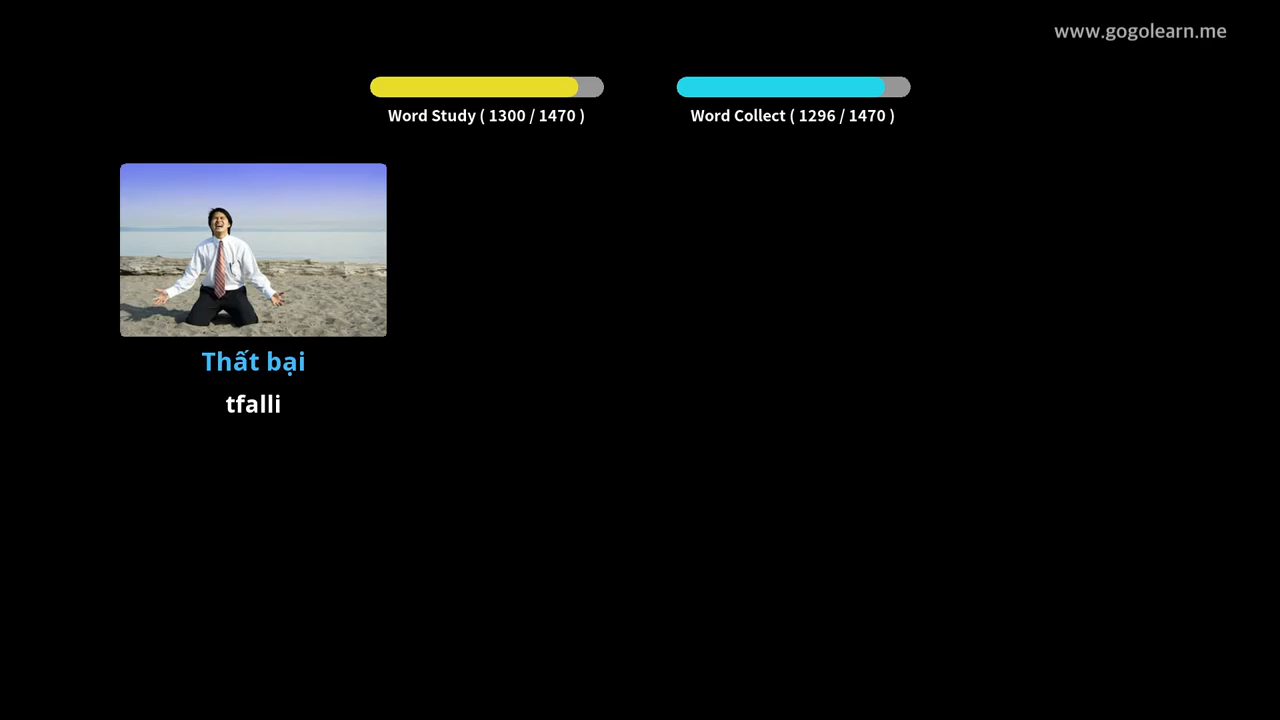 www.gogolearn.me
Word Study ( 1300 / 1470 )
Word Collect ( 1296 / 1470 )
Thất bại
tfalli